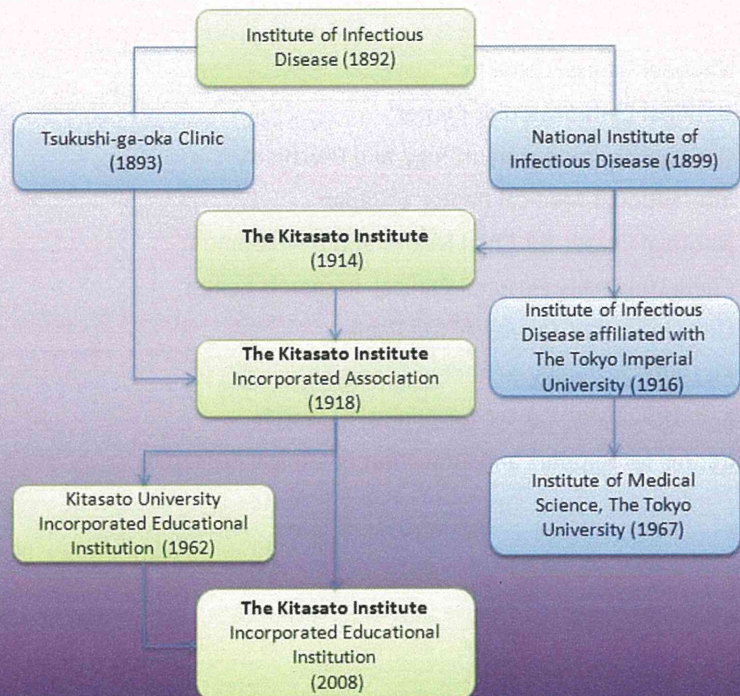 Institute of Infectious
Disease (1892)
Tsukushi-ga-oka Clinic
(1893)
National Institute of
Infectious Disease (1899)
The Kitasato Institute
(1914)
Institute of Infectious
Disease affiliated with
The Tokyo Imperial
University (1916)
The Kitasato Institute
Incorporated Association
(1918)
Institute of Medical
Science, The Tokyo
University (1967)
Kitasato University
Incorporated Educational
Institution (1962)
The Kitasato Institute
Incorporated Educational
Institution
(2008)